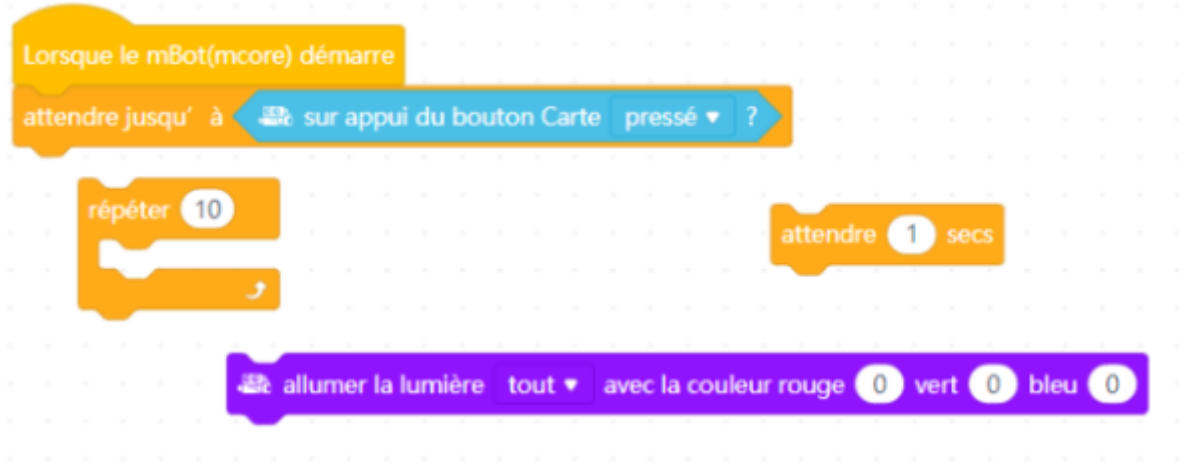 Lorsque le mBot(mcore) démarre
attendre jusqu' à sur appui du bouton Carte pressé ?
répéter 10
attendre 1 secs
allumer la lumière tout avec la couleur rouge 0 vert 0 bleu 0